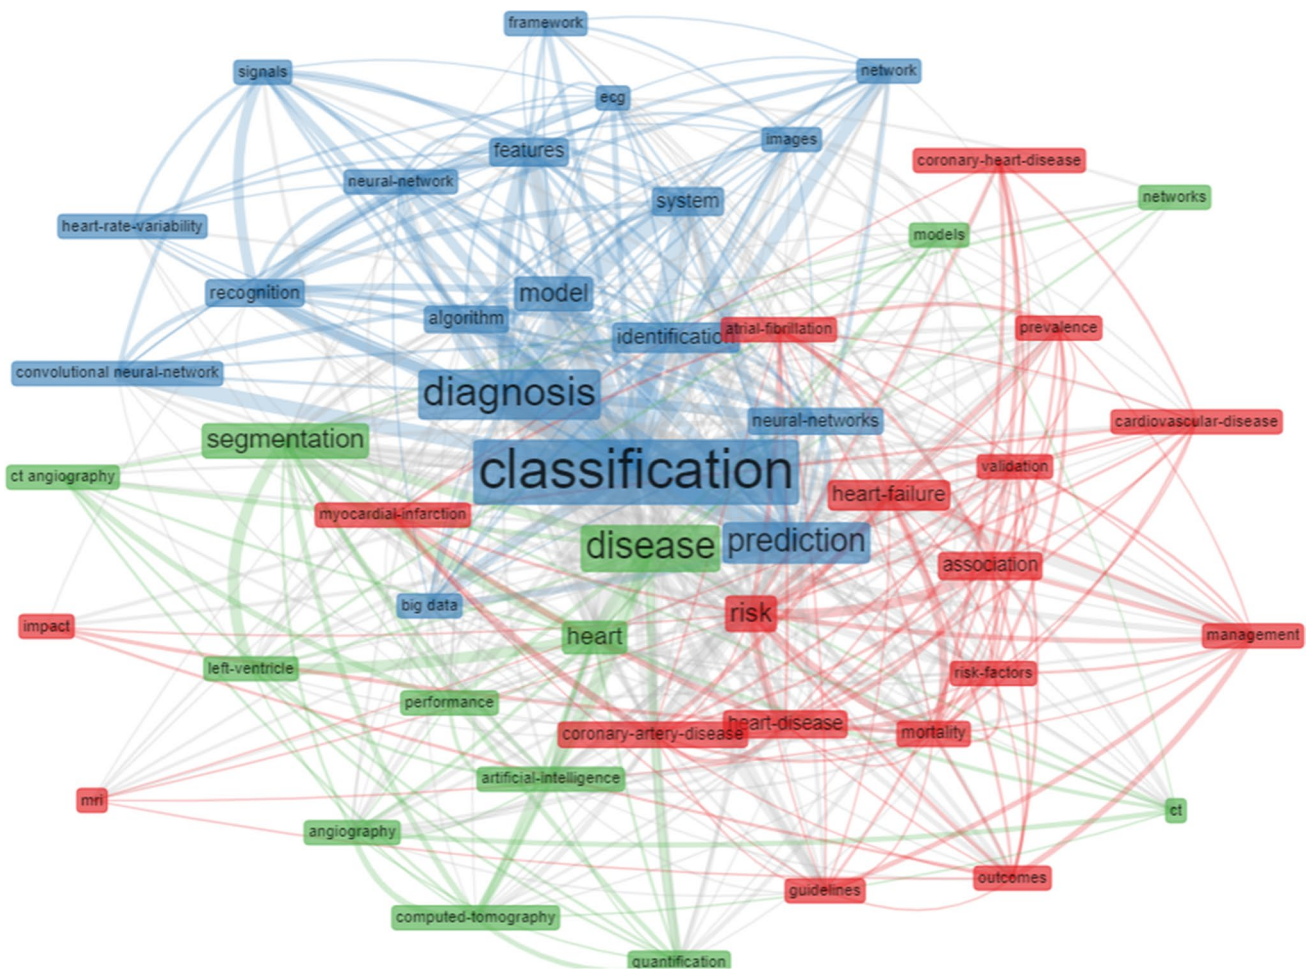 framework
signals
network
ecg
images
features
coronary-heart-disease
neural-network
networks
system
heart-rate-variability
models
recognition
model
algorithm
prevalence
atrial-fibrillation
identification
convolutional neural-network
diagnosis
neural-networks
cardiovascular-disease
segmentation
classification
validation
ct angiography
heart-failure
myocardial-infarction
disease
prediction
association
big data
risk
impact
heart
management
left-ventricle
risk-factors
performance
heart-disease
coronary-artery-disease
mortality
artificial-intelligence
mri
ct
angiography
outcomes
guidelines
computed-tomography
quantification